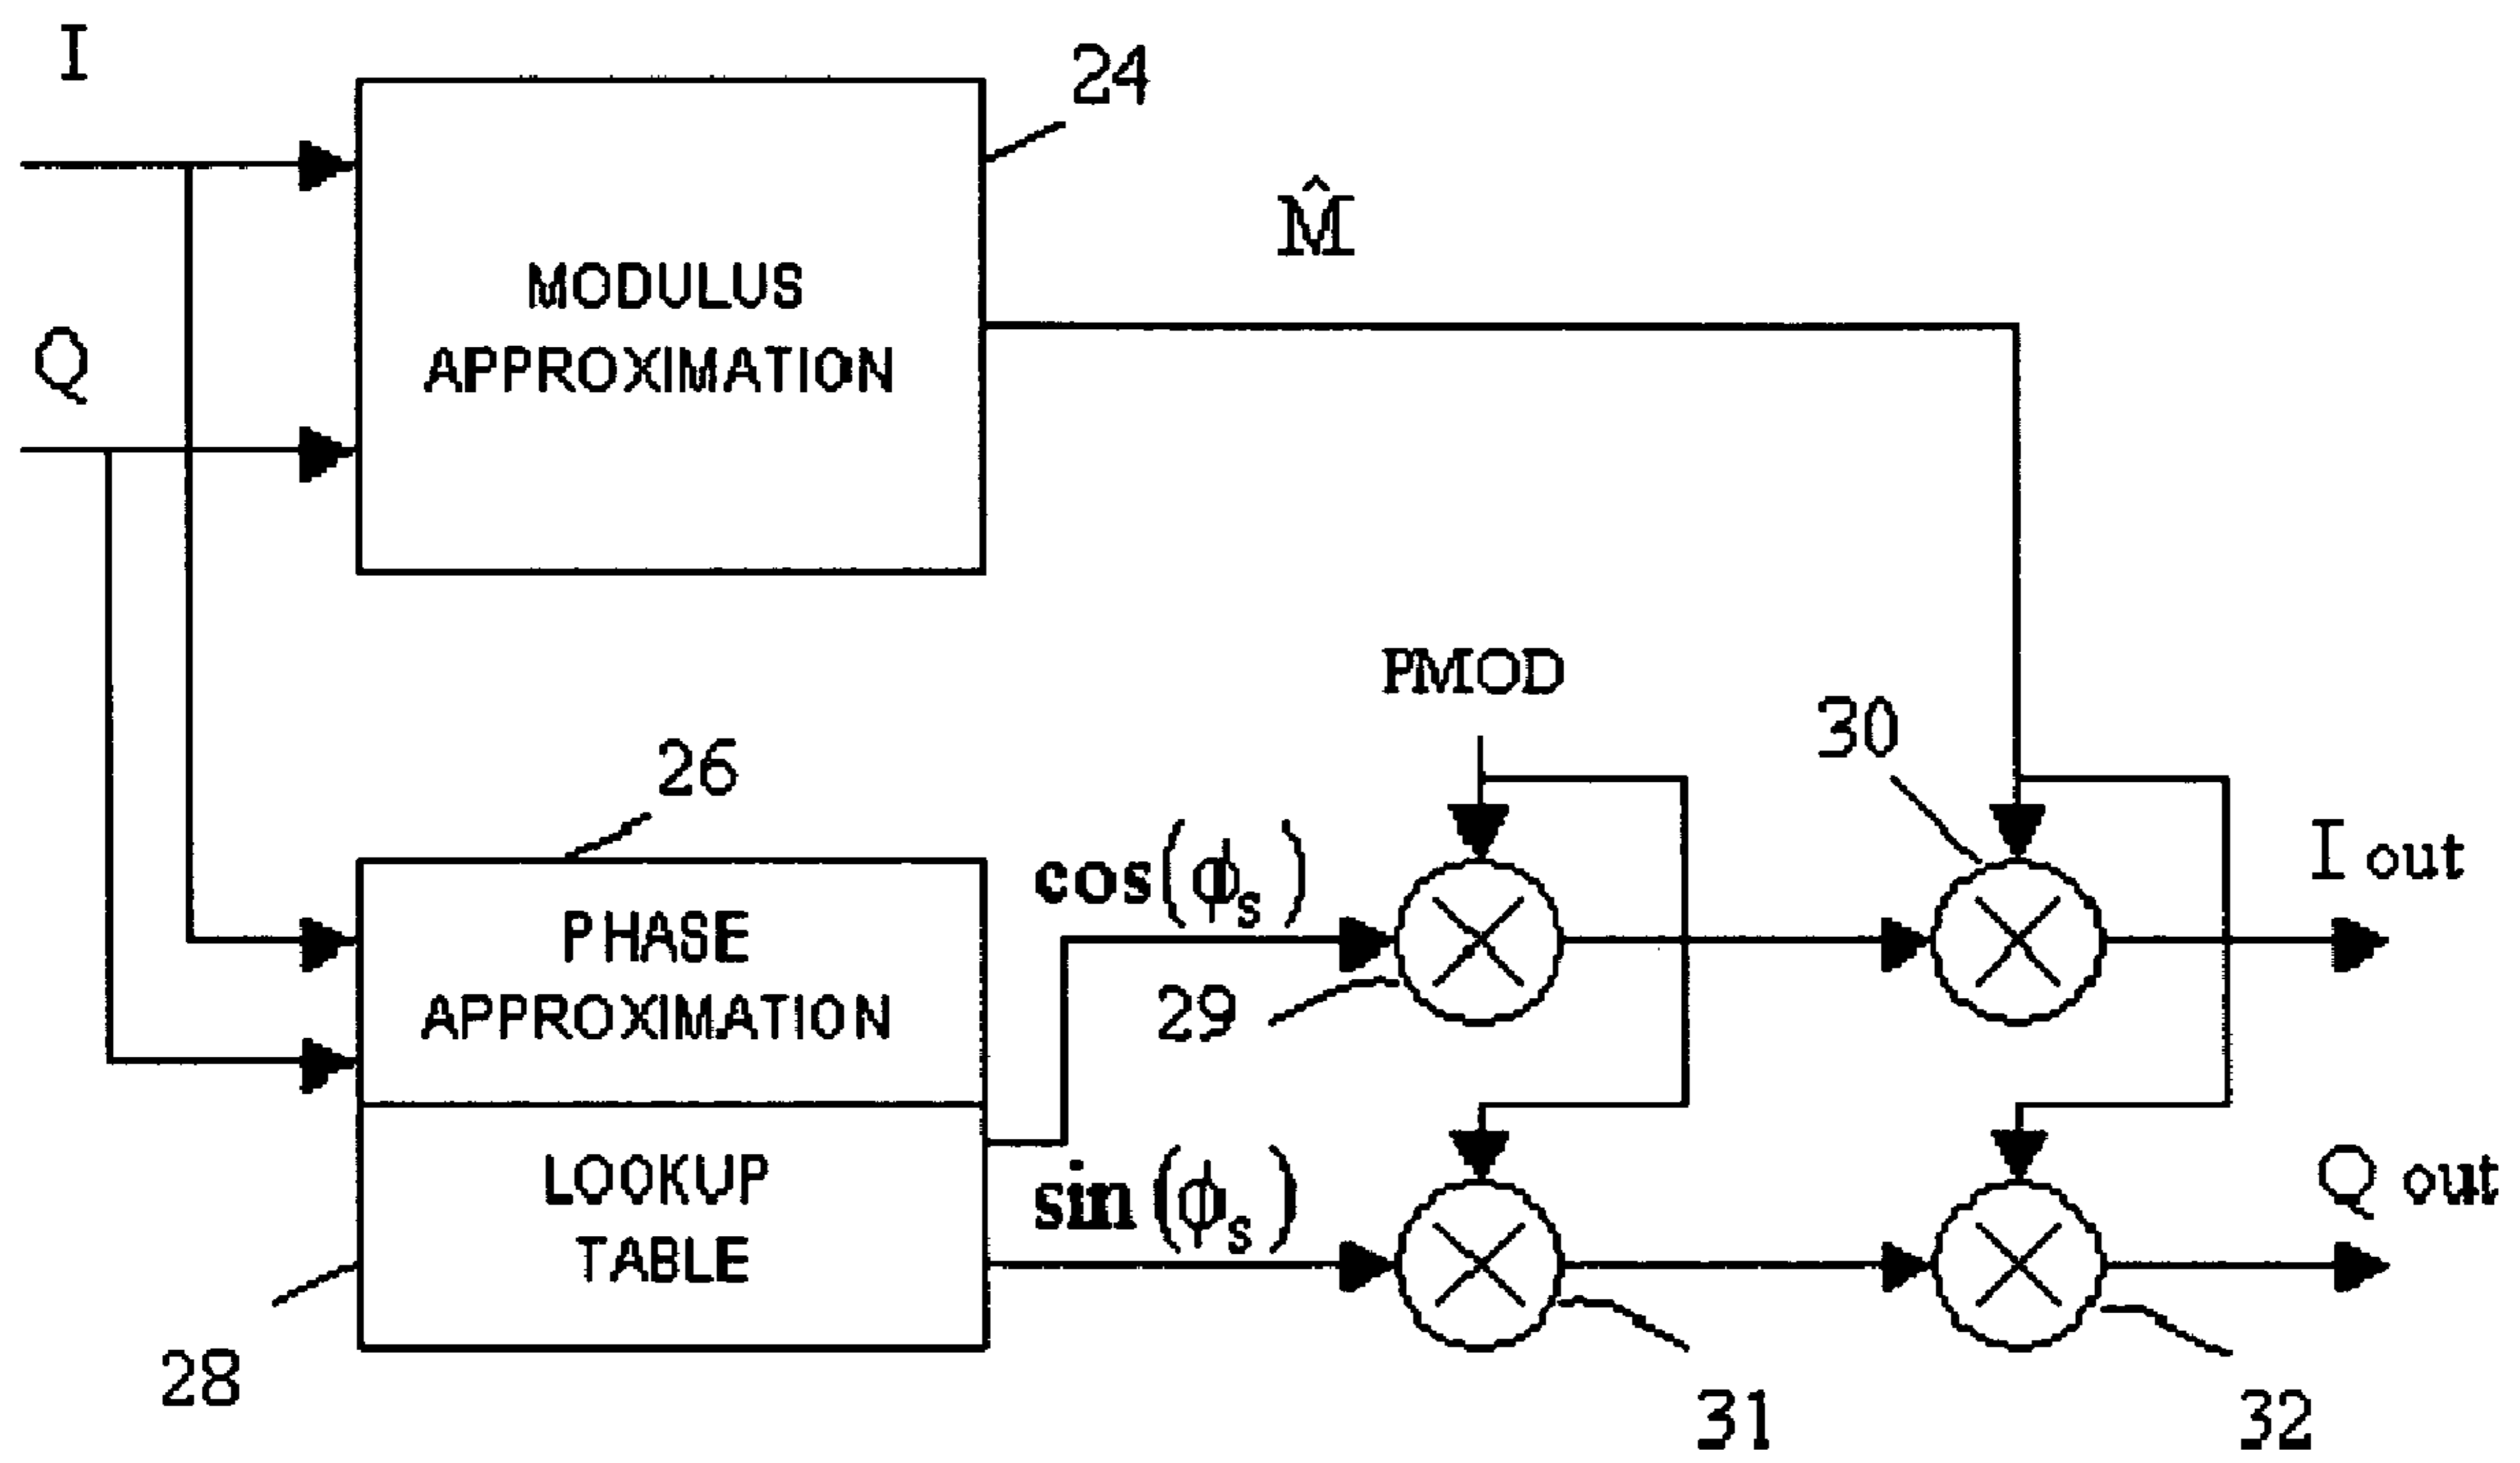 I
24
M̂
MODULUS
APPROXIMATION
Q
PMOD
30
26
cos(ϕs)
I out
PHASE
APPROXIMATION
29
LOOKUP
TABLE
sin(ϕs)
Q out
28
31
32